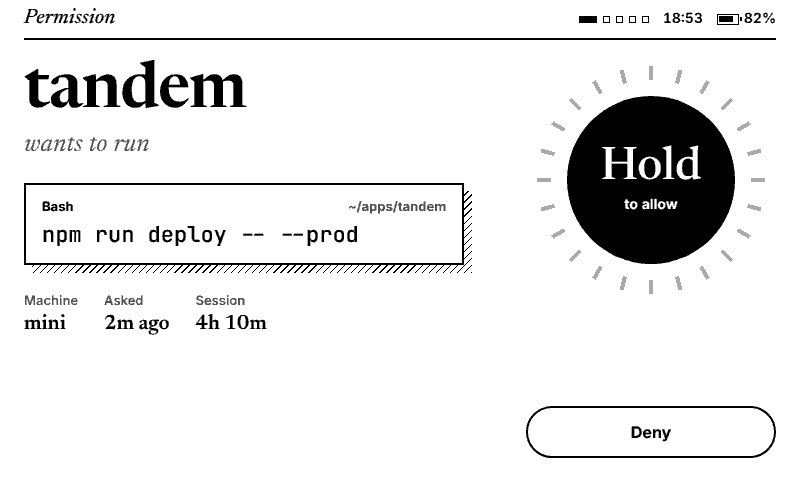 Permission
18:53 82%
tandem
wants to run
Bash ~/apps/tandem
npm run deploy -- --prod
Machine Asked Session
mini 2m ago 4h 10m
Hold
to allow
Deny